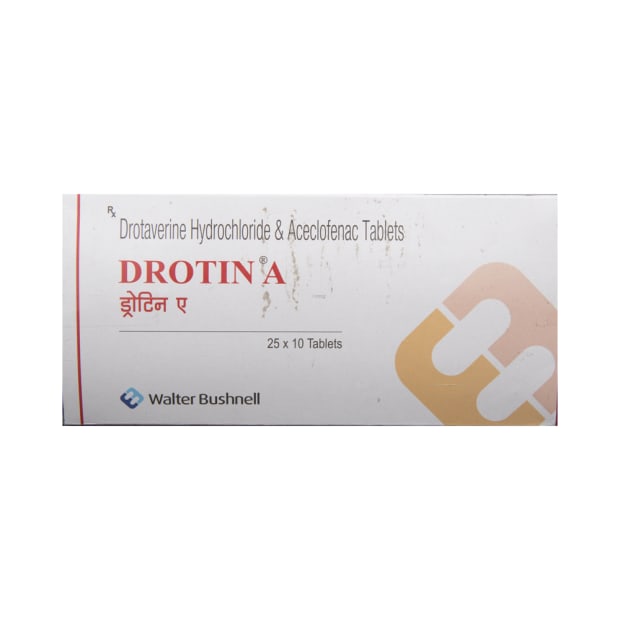 Rx
Drotaverine Hydrochloride & Aceclofenac Tablets
DROTIN® A
ड्रोटिन ए
25 x 10 Tablets
Walter Bushnell